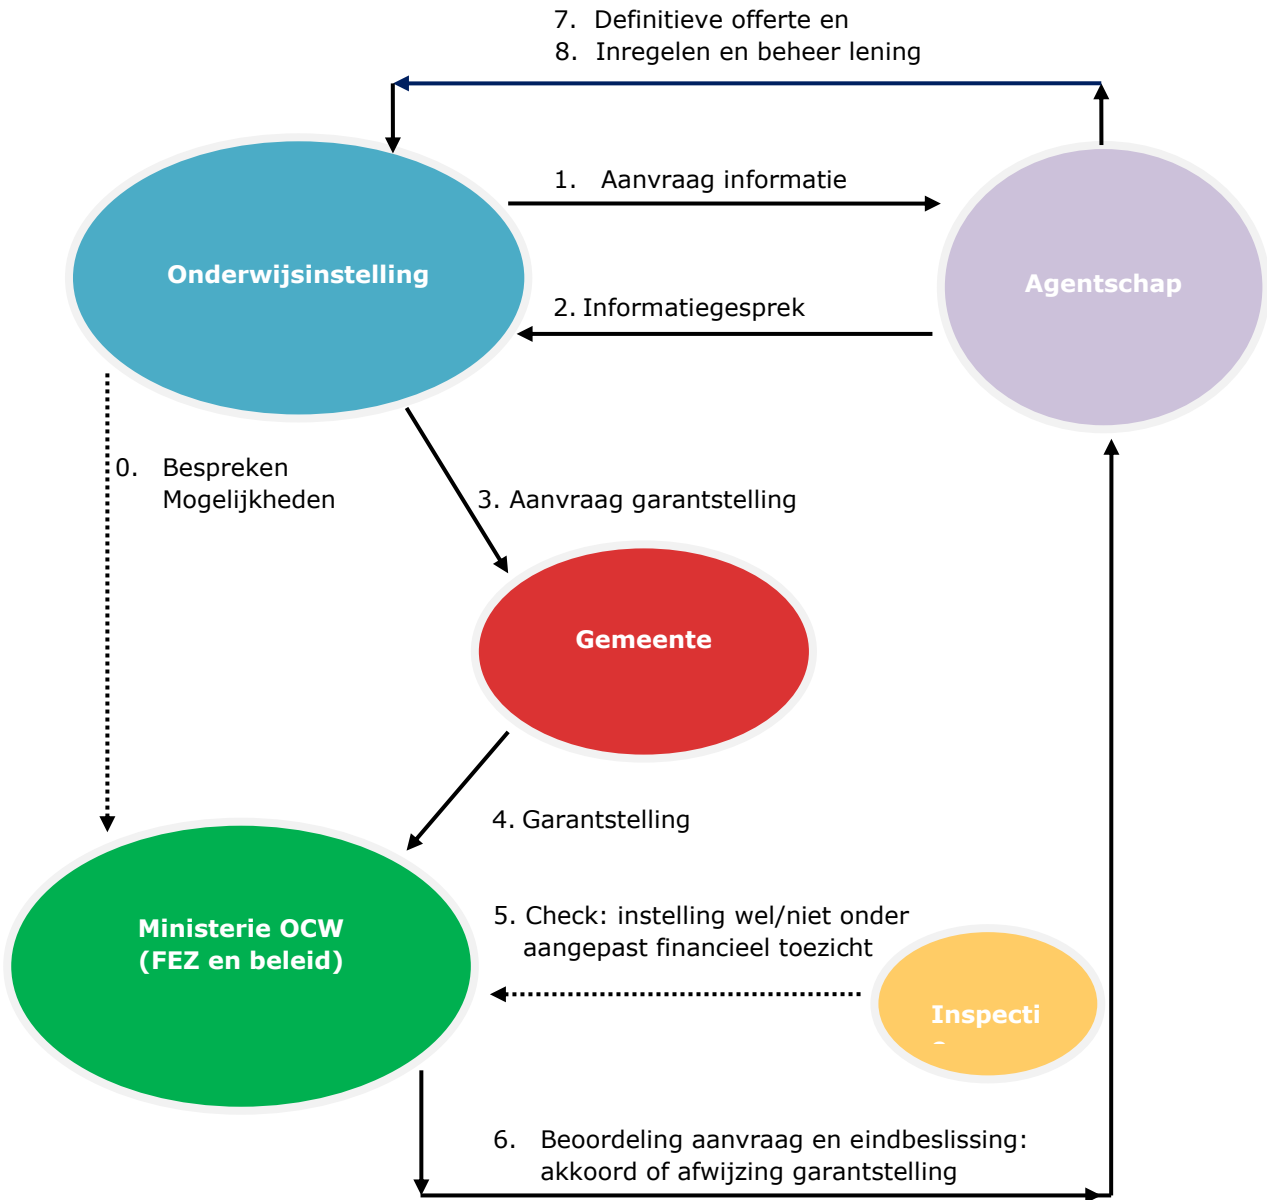 7. Definitieve offerte en
8. Inregelen en beheer lening
1. Aanvraag informatie
Onderwijsinstelling
Agentschap
2. Informatiegesprek
0. Bespreken
Mogelijkheden
3. Aanvraag garantstelling
Gemeente
4. Garantstelling
5. Check: instelling wel/niet onder
aangepast financieel toezicht
Ministerie OCW
(FEZ en beleid)
Inspecti
6. Beoordeling aanvraag en eindbeslissing:
akkoord of afwijzing garantstelling